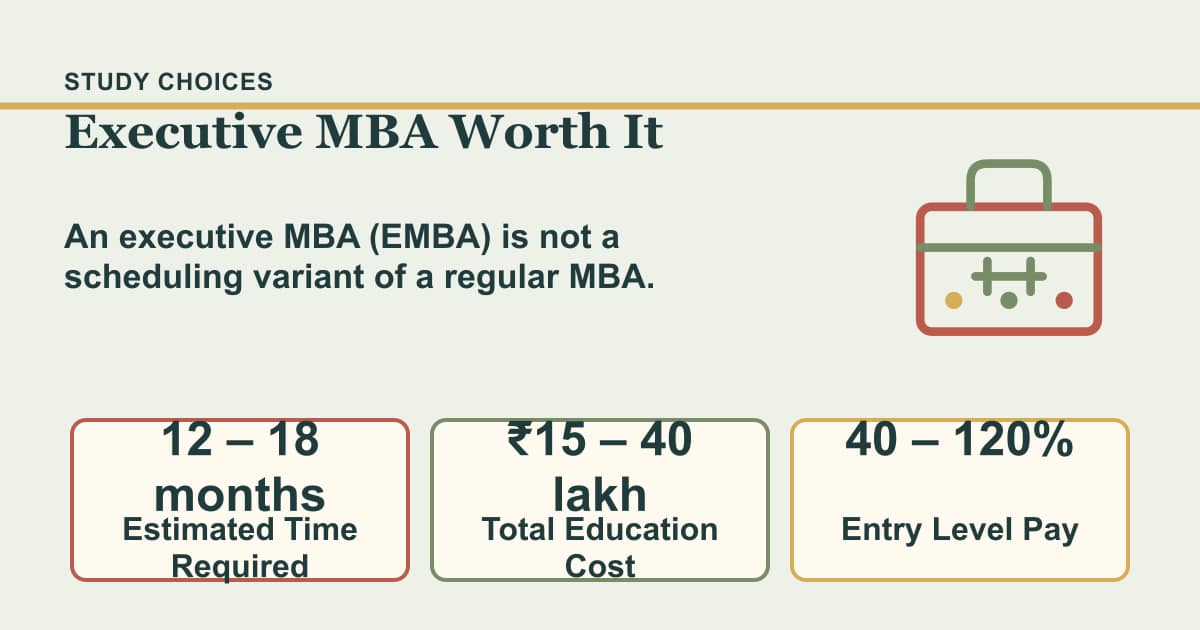 STUDY CHOICES
Executive MBA Worth It
An executive MBA (EMBA) is not a
scheduling variant of a regular MBA.
12 – 18
months
Estimated Time
Required
₹15 – 40
lakh
Total Education
Cost
40 – 120%
Entry Level Pay